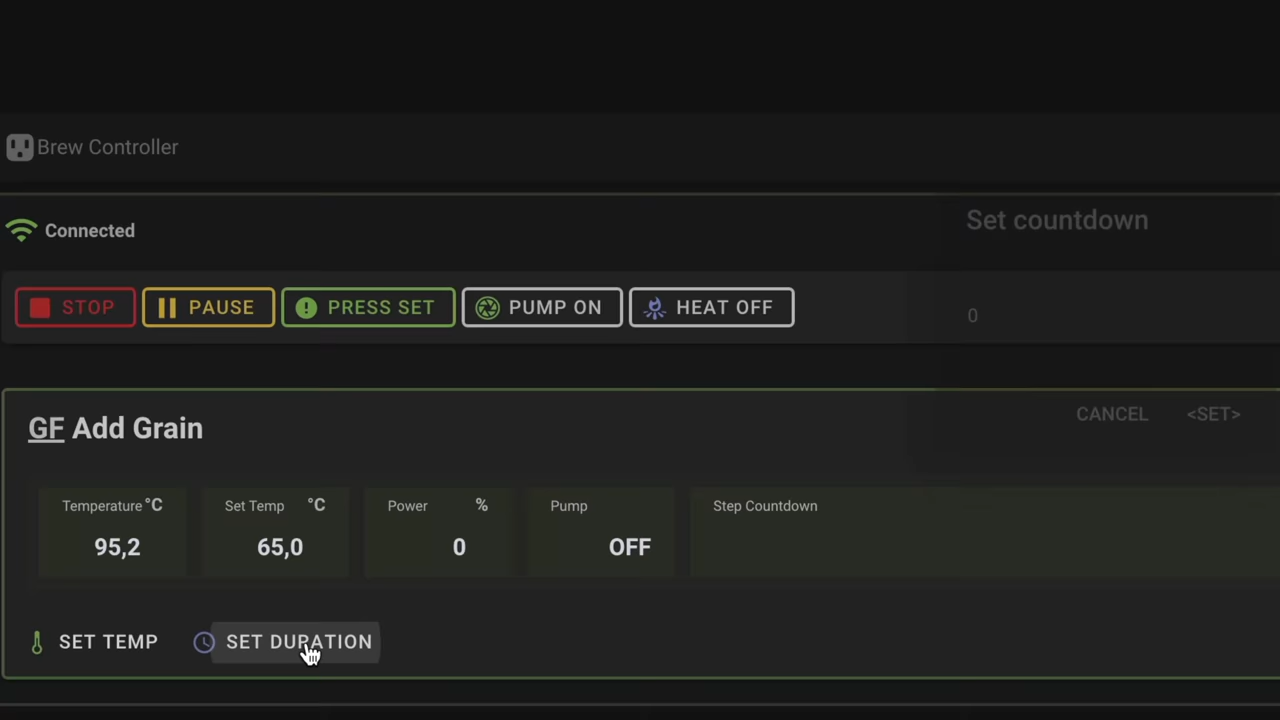 Brew Controller
Connected
Set countdown
0
STOP PAUSE PRESS SET PUMP ON HEAT OFF
CANCEL <SET>
GF Add Grain
Temperature °C Set Temp °C Power % Pump Step Countdown
95,2 65,0 0 OFF
SET TEMP SET DURATION